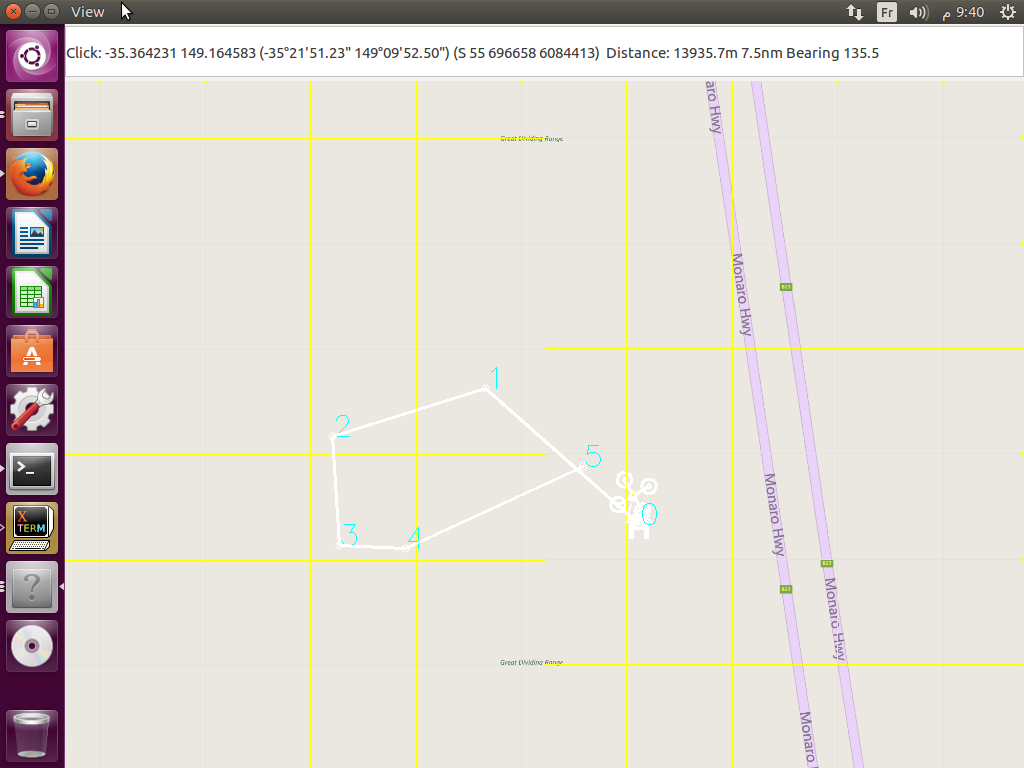 View
Fr
9:40 م
Click: -35.364231 149.164583 (-35°21'51.23" 149°09'52.50") (S 55 696658 6084413) Distance: 13935.7m 7.5nm Bearing 135.5
aro Hwy
Great Dividing Range
Monaro Hwy
B23
1
2
5
0
H
3
4
Monaro Hwy
B23
B23
Monaro Hwy
Great Dividing Range
Monaro
A
>_
X
TERM
?